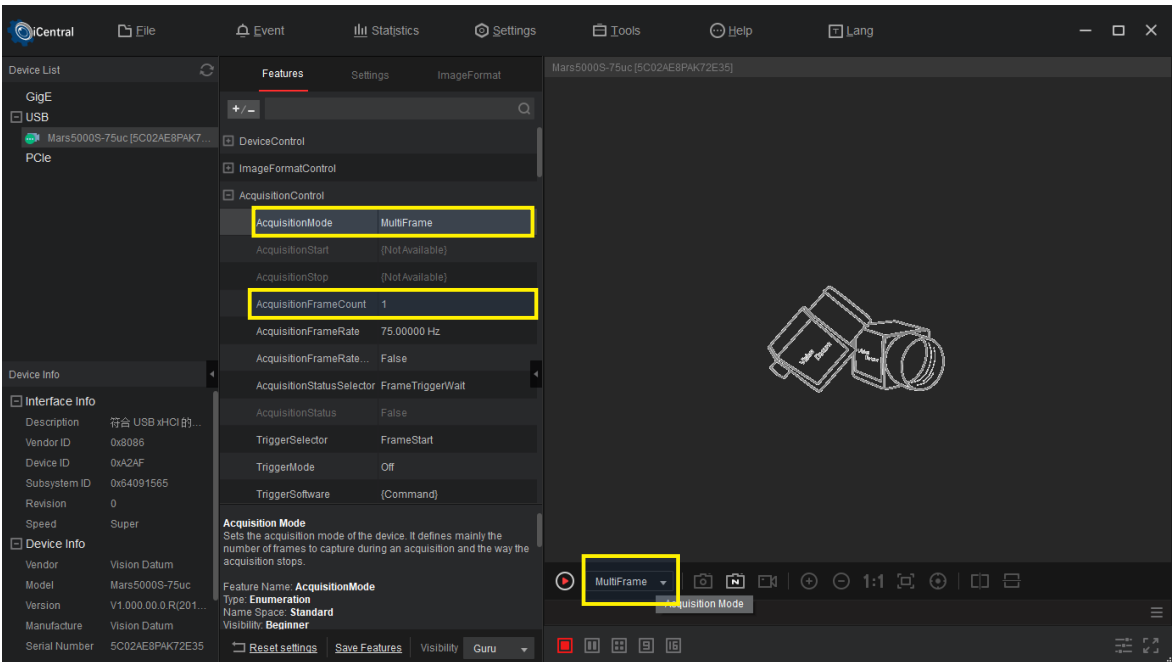 iCentral File Event Statistics Settings Tools Help Lang
Device List
GigE
USB
Mars5000S-75uc [5C02AE8PAK7...
PCIe
Device Info
Interface Info
Description 符合 USB xHCI 的...
Vendor ID 0x8086
Device ID 0xA2AF
Subsystem ID 0x64091565
Revision 0
Speed Super
Device Info
Vendor Vision Datum
Model Mars5000S-75uc
Version V1.000.00.0.R(201...
Manufacture Vision Datum
Serial Number 5C02AE8PAK72E35
Features Settings ImageFormat
+/-
DeviceControl
ImageFormatControl
AcquisitionControl
AcquisitionMode MultiFrame
AcquisitionStart {NotAvailable}
AcquisitionStop {NotAvailable}
AcquisitionFrameCount 1
AcquisitionFrameRate 75.00000 Hz
AcquisitionFrameRate... False
AcquisitionStatusSelector FrameTriggerWait
AcquisitionStatus False
TriggerSelector FrameStart
TriggerMode Off
TriggerSoftware {Command}
Acquisition Mode
Sets the acquisition mode of the device. It defines mainly the
number of frames to capture during an acquisition and the way the
acquisition stops.
Feature Name: AcquisitionMode
Type: Enumeration
Name Space: Standard
Visibility: Beginner
Reset settings Save Features Visibility Guru
Mars5000S-75uc [5C02AE8PAK72E35]
Vision Datum
MultiFrame N 1:1
Acquisition Mode
9 16